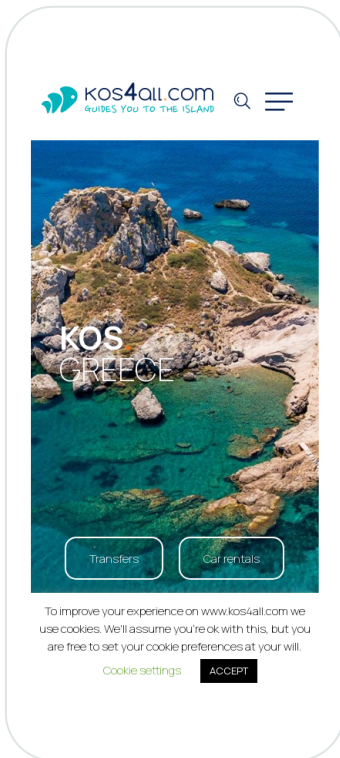 kos4all.com
GUIDES YOU TO THE ISLAND
KOS
GREECE
Transfers
Car rentals
To improve your experience on www.kos4all.com we
use cookies. We'll assume you're ok with this, but you
are free to set your cookie preferences at your will.
Cookie settings
ACCEPT